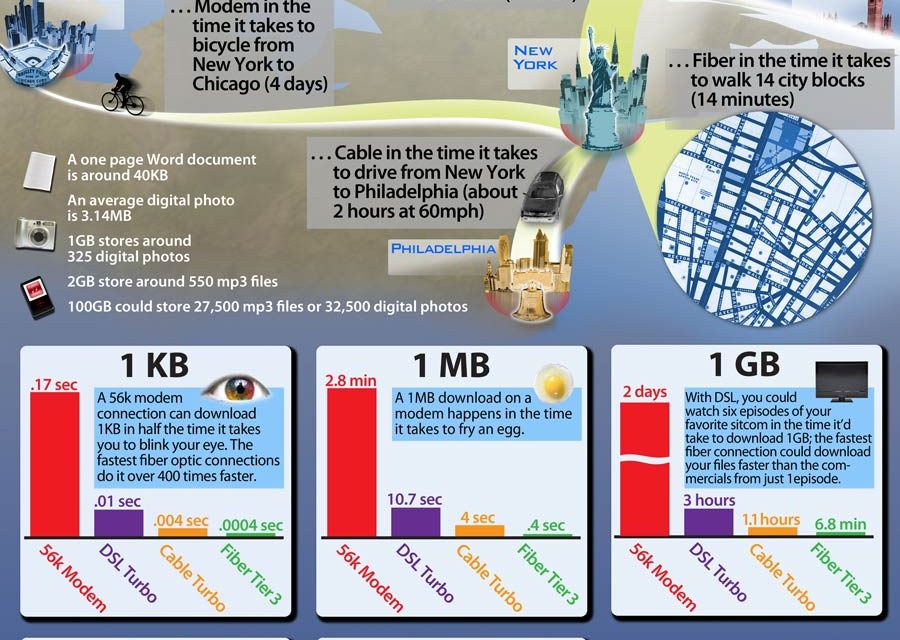 ...Modem in the
time it takes to
bicycle from
New York to
Chicago (4 days)
New
York
...Fiber in the time it takes
to walk 14 city blocks
(14 minutes)
...Cable in the time it takes
to drive from New York
to Philadelphia (about
2 hours at 60mph)
Philadelphia
A one page Word document
is around 40KB
An average digital photo
is 3.14MB
1GB stores around
325 digital photos
2GB store around 550 mp3 files
100GB could store 27,500 mp3 files or 32,500 digital photos
1 KB
.17 sec
A 56k modem
connection can download
1KB in half the time it takes
you to blink your eye. The
fastest fiber optic connections
do it over 400 times faster.
.01 sec
.004 sec
.0004 sec
56k Modem
DSL Turbo
Cable Turbo
Fiber Tier 3
1 MB
2.8 min
A 1MB download on a
modem happens in the time
it takes to fry an egg.
10.7 sec
4 sec
.4 sec
56k Modem
DSL Turbo
Cable Turbo
Fiber Tier 3
1 GB
2 days
With DSL, you could
watch six episodes of your
favorite sitcom in the time it'd
take to download 1GB; the fastest
fiber connection could download
your files faster than the com-
mercials from just 1episode.
3 hours
1.1hours
6.8 min
56k Modem
DSL Turbo
Cable Turbo
Fiber Tier 3